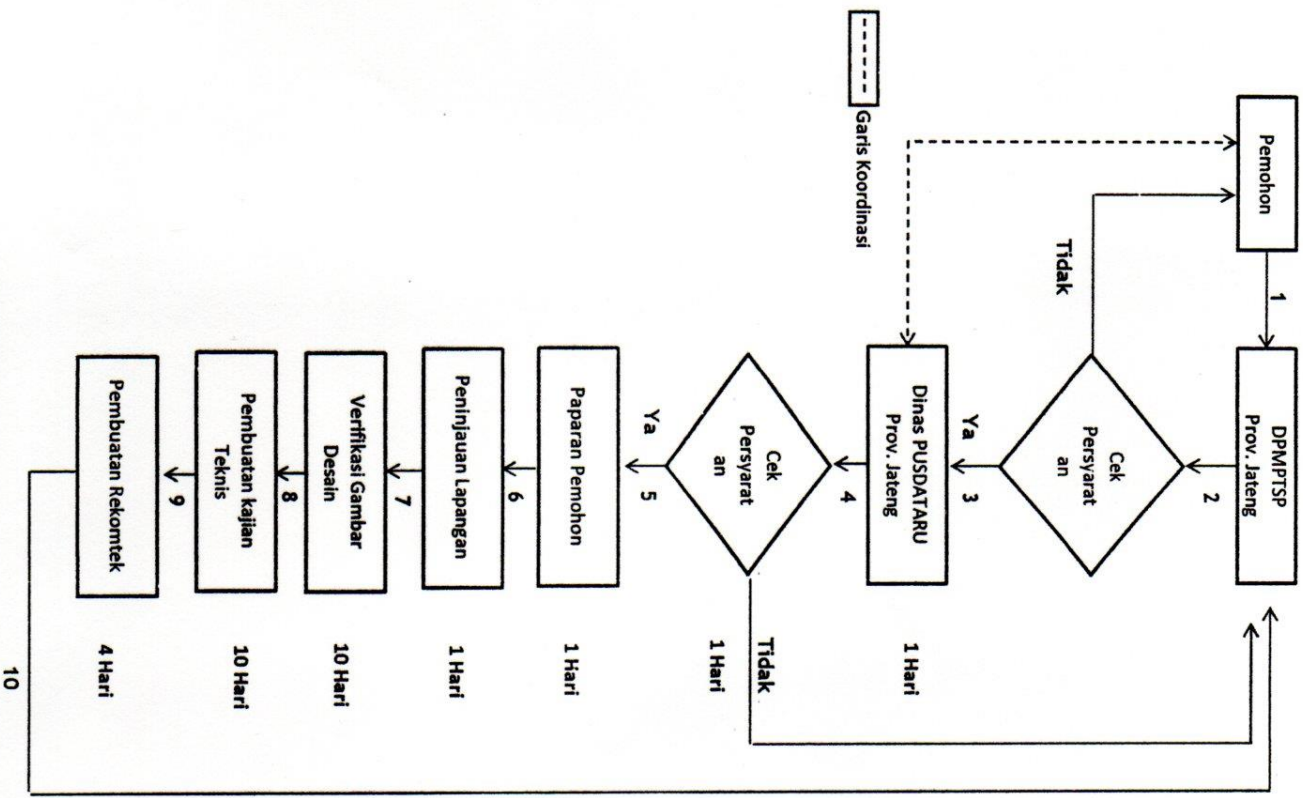 Pemohon
1
DPMPTSP
Prov. Jateng
2
Cek
Persyarat
an
Tidak
Ya
3
Dinas PUSDATARU
Prov. Jateng
1 Hari
4
Cek
Persyarat
an
Tidak
1 Hari
Ya
5
Paparan Pemohon
1 Hari
6
Peninjauan Lapangan
1 Hari
7
Verifikasi Gambar
Desain
10 Hari
8
Pembuatan kajian
Teknis
10 Hari
9
Pembuatan Rekomtek
4 Hari
10
Garis Koordinasi